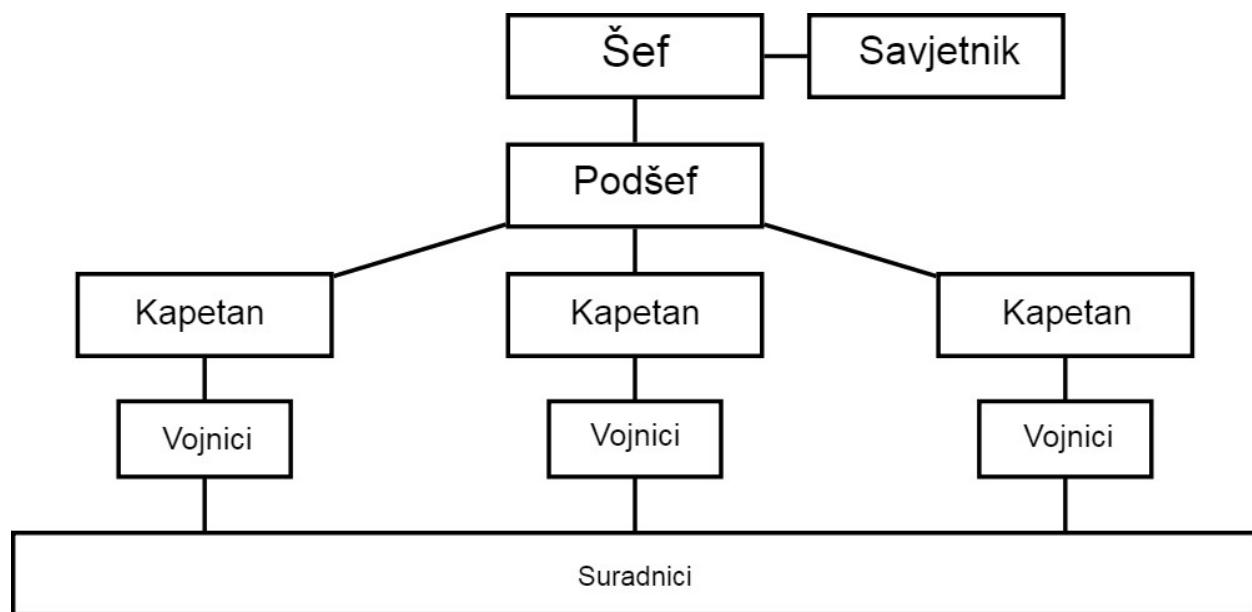 Šef
Savjetnik
Podšef
Kapetan
Kapetan
Kapetan
Vojnici
Vojnici
Vojnici
Suradnici